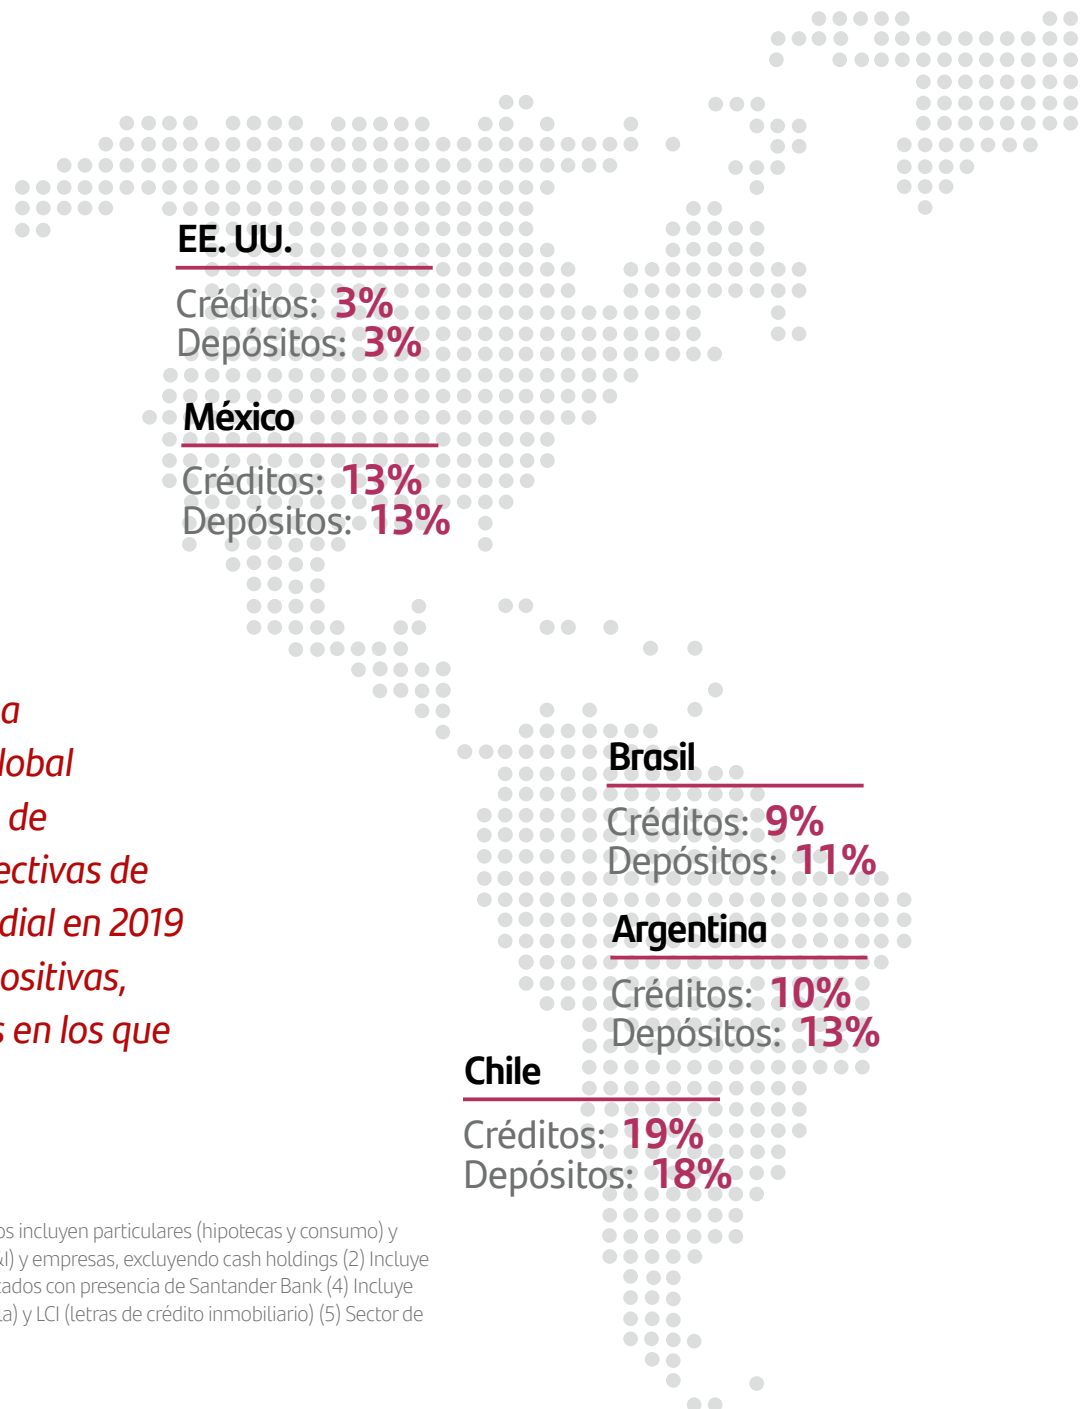 EE. UU.
Créditos: 3%
Depósitos: 3%
México
Créditos: 13%
Depósitos: 13%
a
lobal
de
ectivas de
dial en 2019
ositivas,
s en los que
Brasil
Créditos: 9%
Depósitos: 11%
Argentina
Créditos: 10%
Depósitos: 13%
Chile
Créditos: 19%
Depósitos: 18%
os incluyen particulares (hipotecas y consumo) y
&I) y empresas, excluyendo cash holdings (2) Incluye
cados con presencia de Santander Bank (4) Incluye
la) y LCI (letras de crédito inmobiliario) (5) Sector de